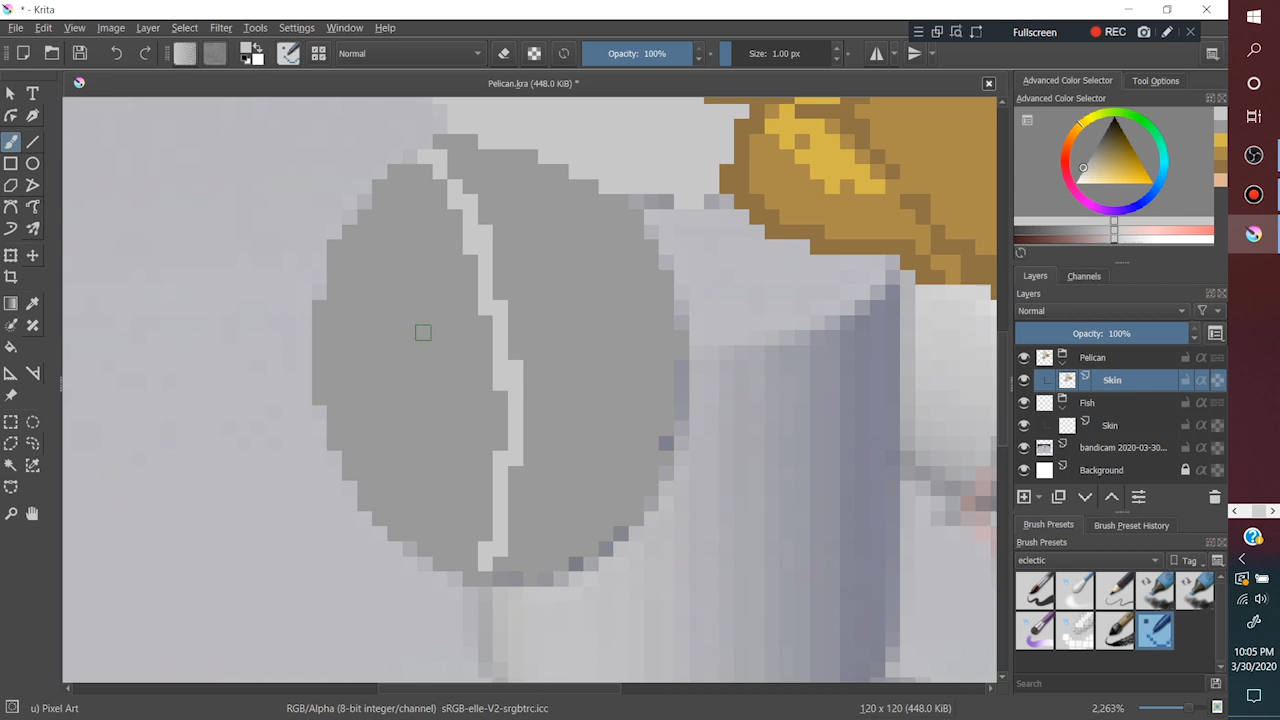 * - Krita
File Edit View Image Layer Select Filter Tools Settings Window Help
Fullscreen REC
Normal Opacity: 100% Size: 1.00 px
Pelican.kra (448.0 KiB) *
Advanced Color Selector Tool Options
Advanced Color Selector
Layers Channels
Layers
Normal
Opacity: 100%
Pelican
Skin
Fish
Skin
bandicam 2020-03-30...
Background
Brush Presets Brush Preset History
Brush Presets
eclectic Tag
Search
10:05 PM
3/30/2020
u) Pixel Art RGB/Alpha (8-bit integer/channel) sRGB-elle-V2-srgbtrc.icc 120 x 120 (448.0 KiB) 2,263%